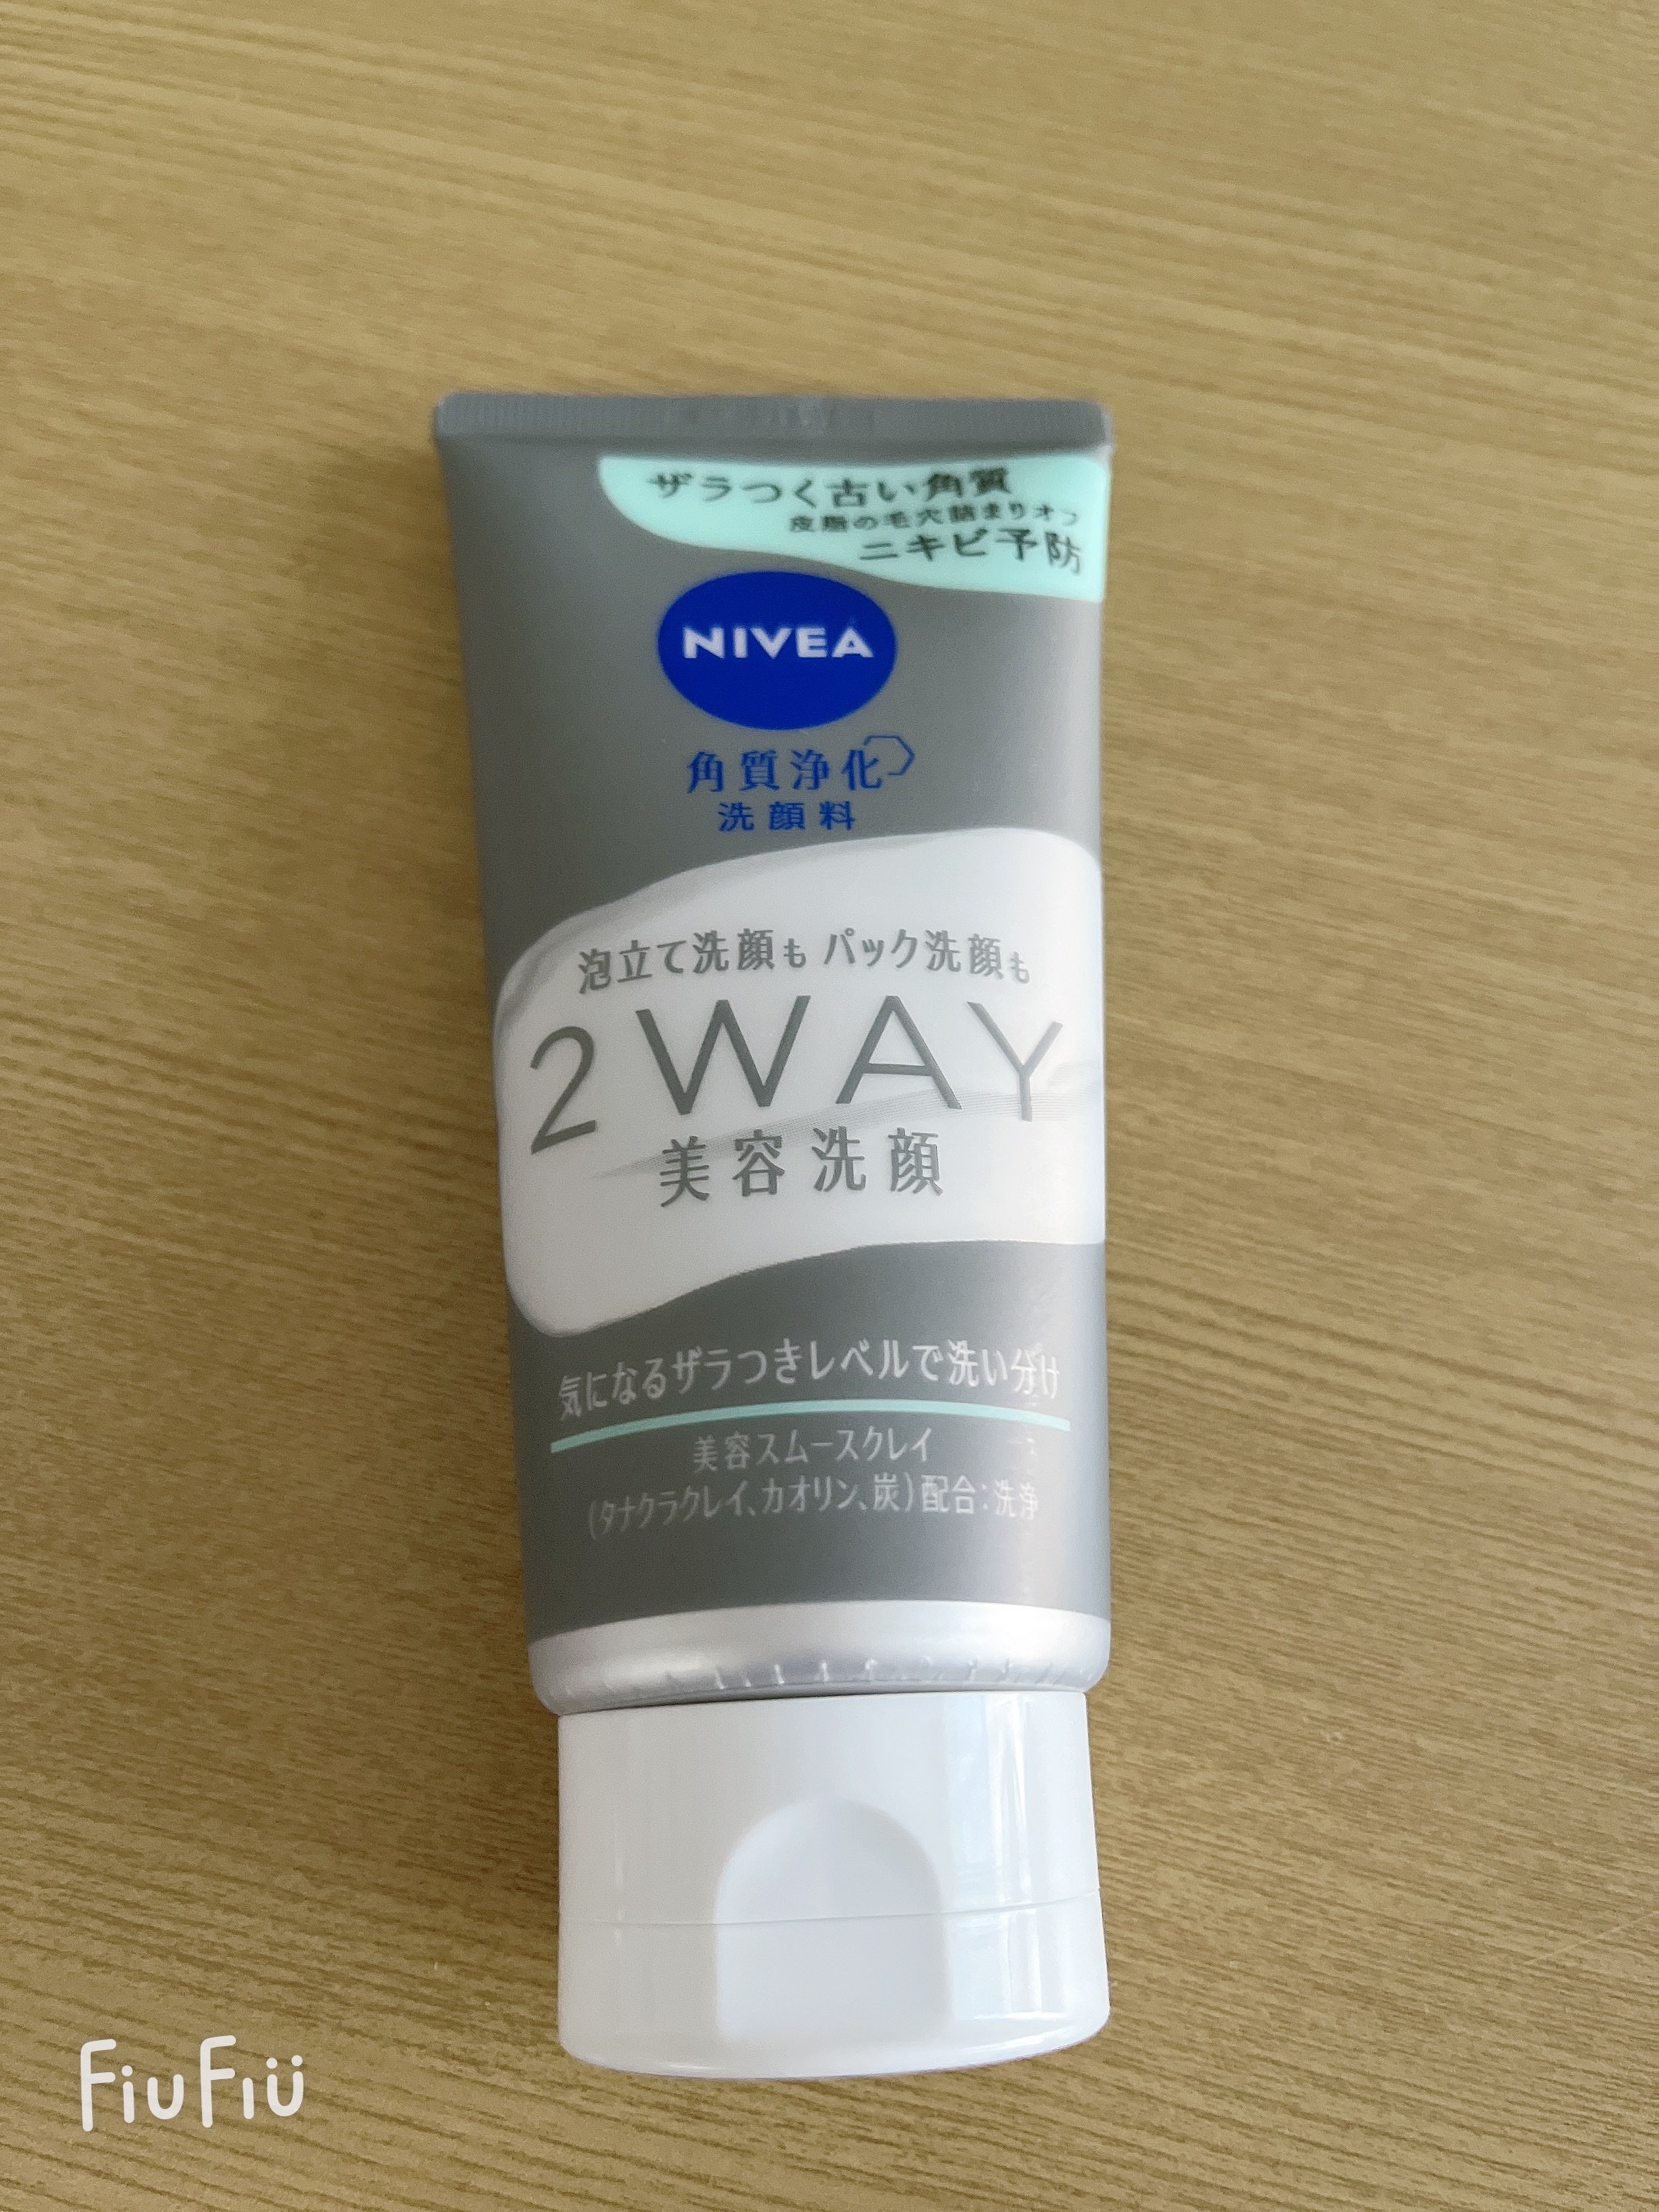 ザラつく古い角質
皮脂の毛穴詰まりオフ
ニキビ予防
NIVEA
角質浄化
洗顔料
泡立て洗顔も パック洗顔も
2WAY
美容洗顔
気になるザラつきレベルで洗い分け
美容スムースクレイ
(タナクラクレイ、カオリン、炭)配合:洗浄
FiuFiü